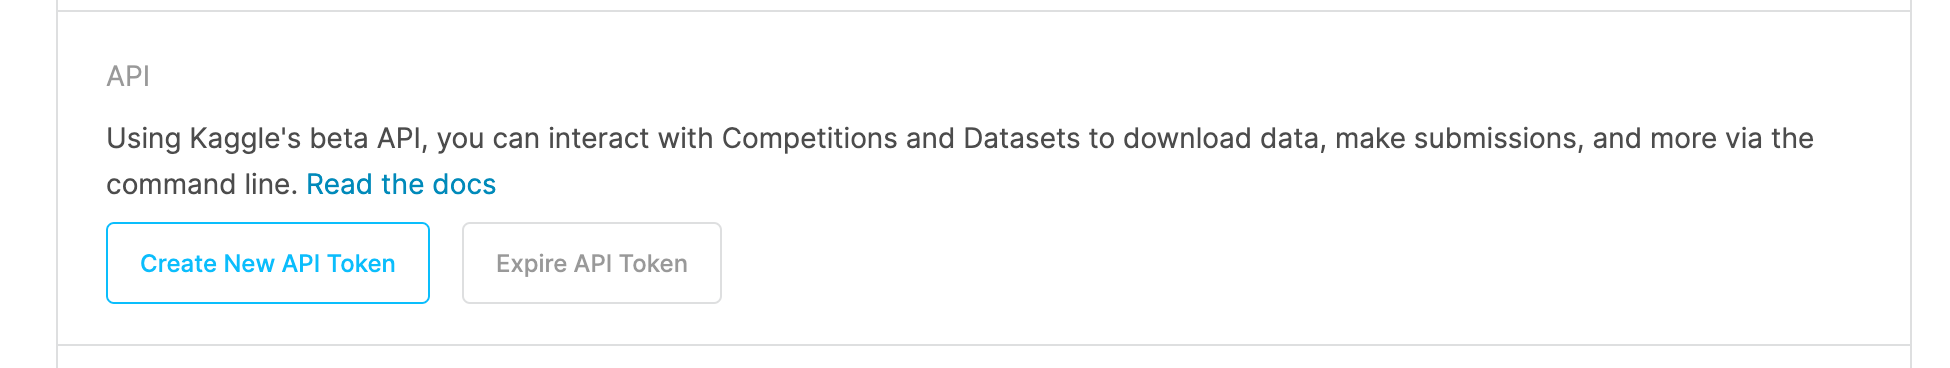 API
Using Kaggle's beta API, you can interact with Competitions and Datasets to download data, make submissions, and more via the
command line. Read the docs
Create New API Token
Expire API Token